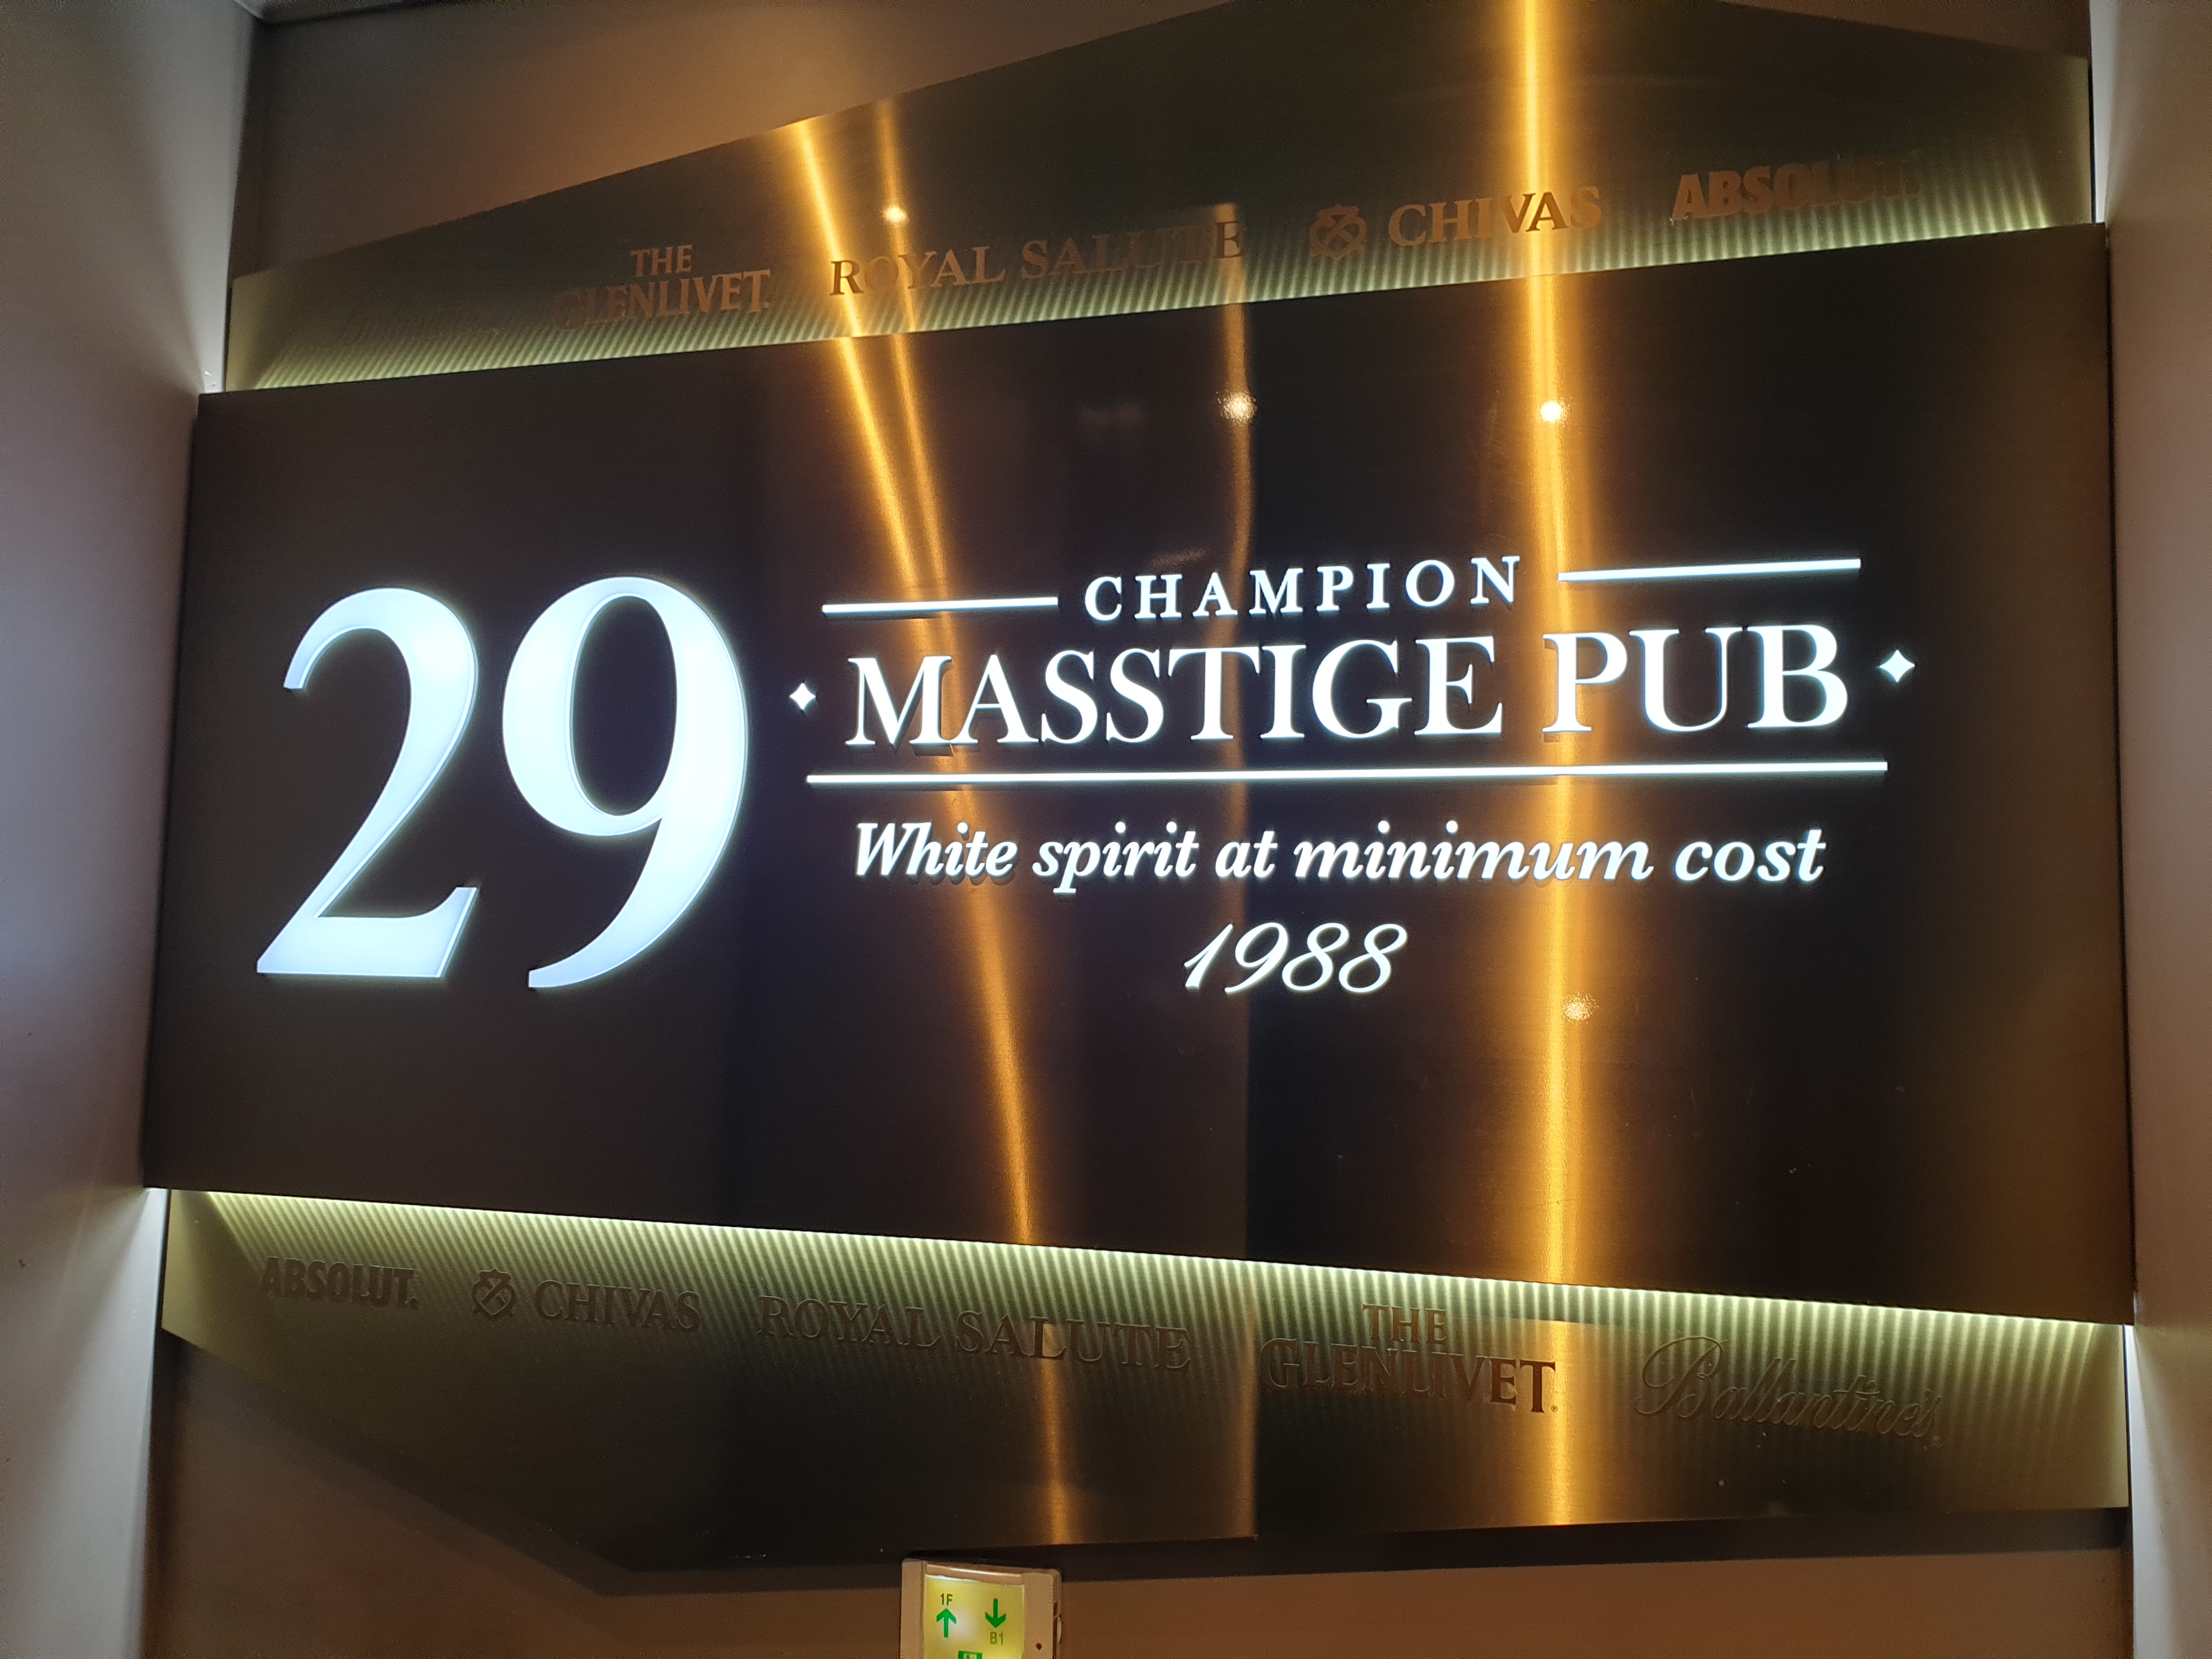 THE
GLENLIVET.
ROYAL SALUTE
CHIVAS
ABSOLUT.
29
CHAMPION
MASSTIGE PUB
White spirit at minimum cost
1988
ABSOLUT.
CHIVAS
ROYAL SALUTE
THE
GLENLIVET.
Ballantine's
1F
B1